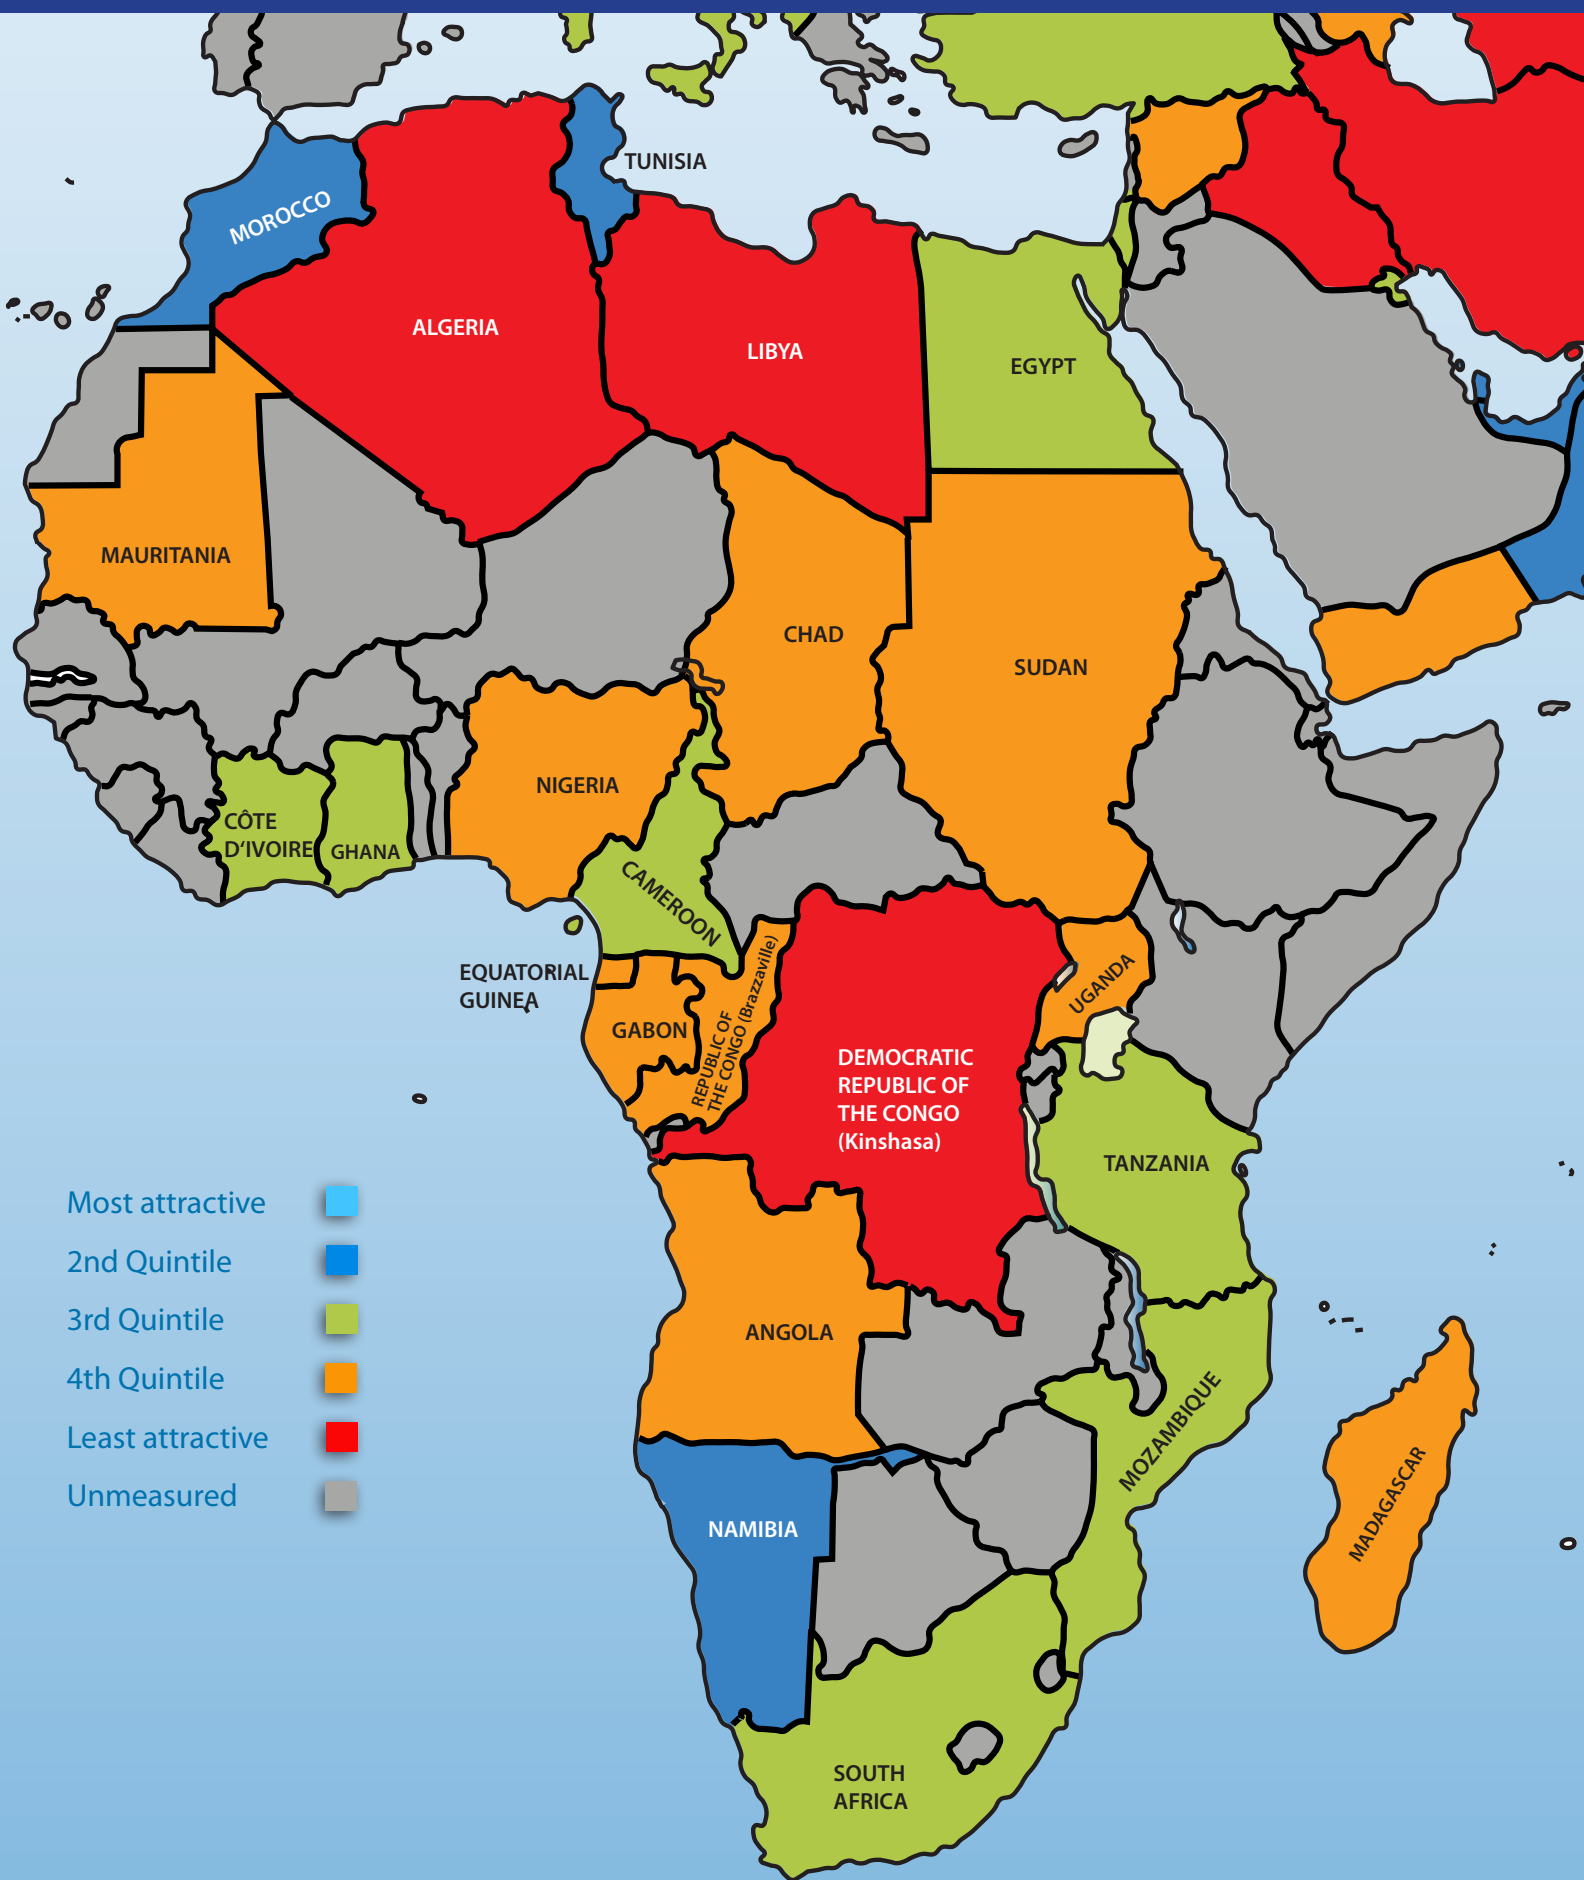 TUNISIA
MOROCCO
ALGERIA
LIBYA
EGYPT
MAURITANIA
CHAD
SUDAN
NIGERIA
CÔTE
D'IVOIRE
GHANA
CAMEROON
EQUATORIAL
GUINEA
GABON
REPUBLIC OF
THE CONGO (Brazzaville)
UGANDA
DEMOCRATIC
REPUBLIC OF
THE CONGO
(Kinshasa)
TANZANIA
ANGOLA
MOZAMBIQUE
MADAGASCAR
NAMIBIA
SOUTH
AFRICA
Most attractive
2nd Quintile
3rd Quintile
4th Quintile
Least attractive
Unmeasured